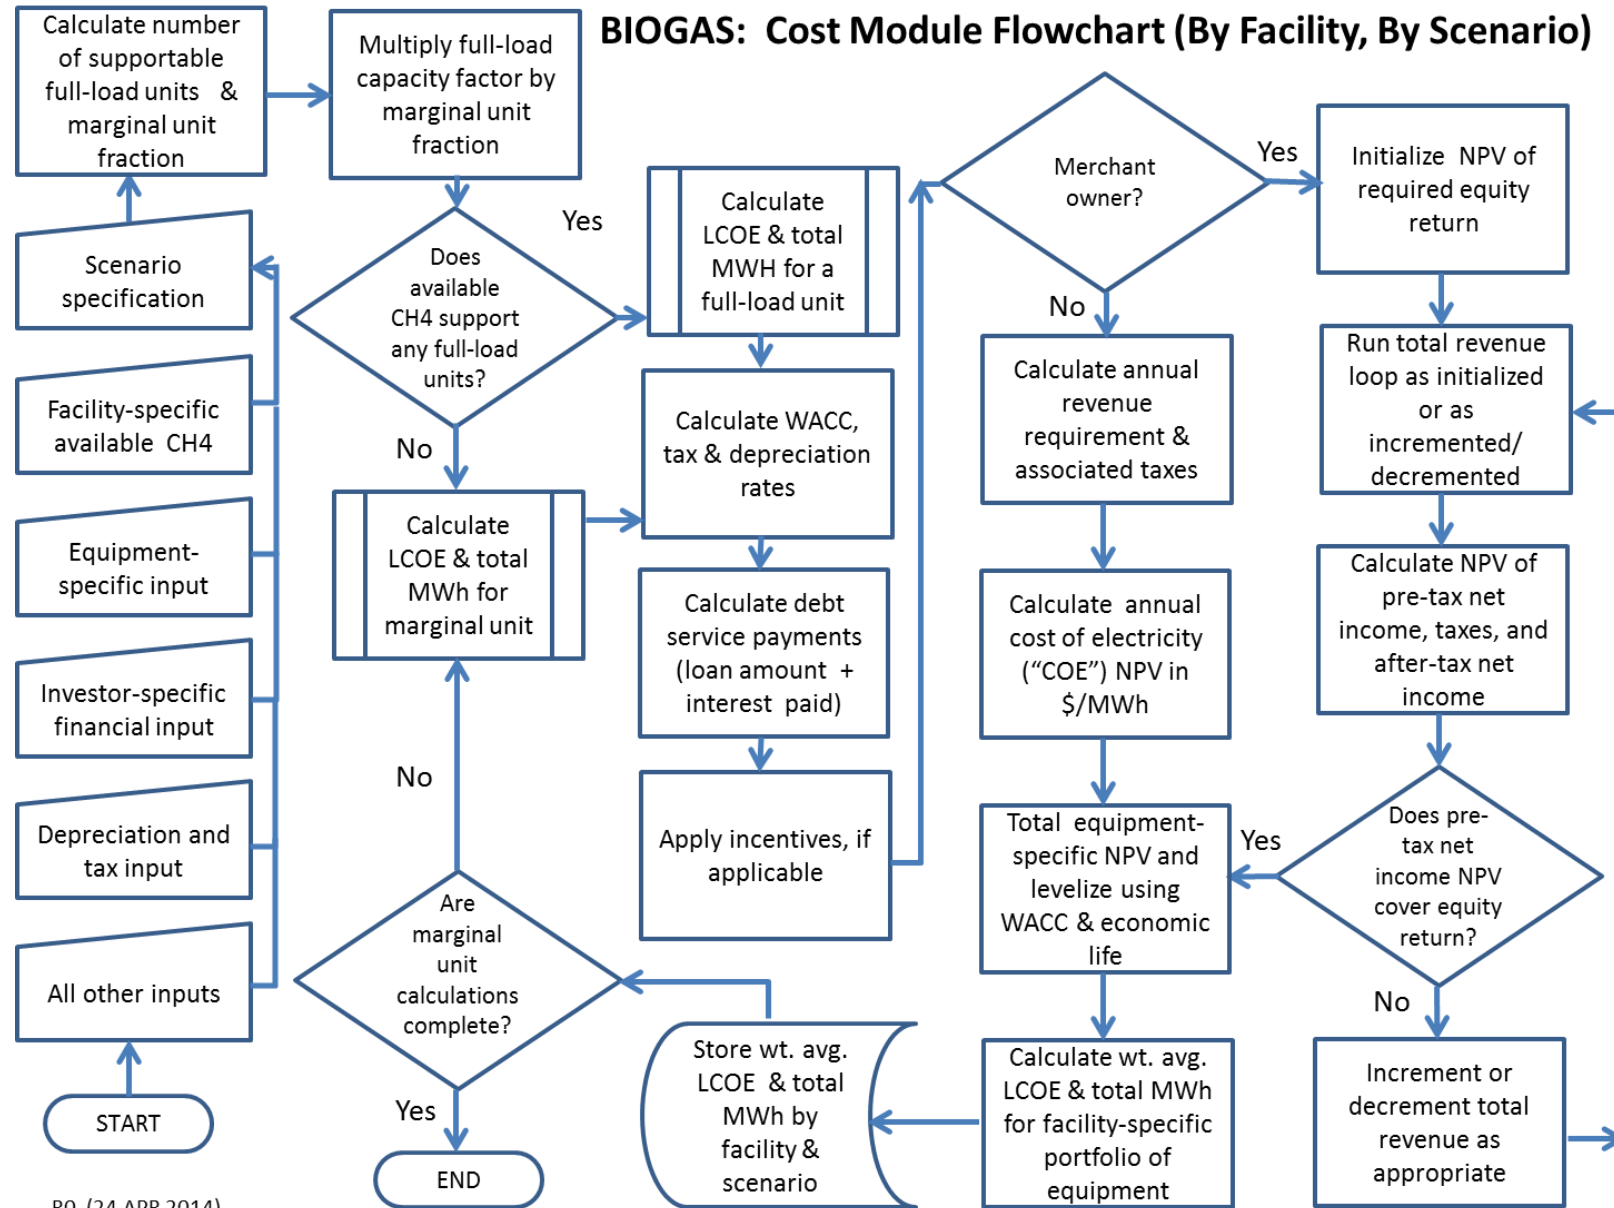 BIOGAS:  Cost Module Flowchart (By Facility, By Scenario)
Calculate number
of supportable
full-load units  &
marginal unit
fraction
Multiply full-load
capacity factor by
marginal unit
fraction
Scenario
specification
Facility-specific
available  CH4
Equipment-
specific input
Investor-specific
financial input
Depreciation and
tax input
All other inputs
START
Does
available
CH4 support
any full-load
units?
Yes
No
Calculate
LCOE & total
MWH for a
full-load unit
Calculate
LCOE & total
MWh for
marginal unit
No
Are
marginal
unit
calculations
complete?
Yes
END
Calculate WACC,
tax & depreciation
rates
Calculate debt
service payments
(loan amount  +
interest  paid)
Apply incentives, if
applicable
Store wt. avg.
LCOE  & total
MWh by
facility &
scenario
Merchant
owner?
Yes
No
Calculate annual
revenue
requirement &
associated taxes
Calculate  annual
cost of electricity
(“COE”) NPV in
$/MWh
Total  equipment-
specific NPV and
levelize using
WACC & economic
life
Calculate wt. avg.
LCOE & total MWh
for facility-specific
portfolio of
equipment
Initialize  NPV of
required equity
return
Run total revenue
loop as initialized
or as
incremented/
decremented
Calculate NPV of
pre-tax net
income, taxes, and
after-tax net
income
Does pre-
tax net
income NPV
cover equity
return?
Yes
No
Increment or
decrement total
revenue as
appropriate
R0  (24 APR 2014)